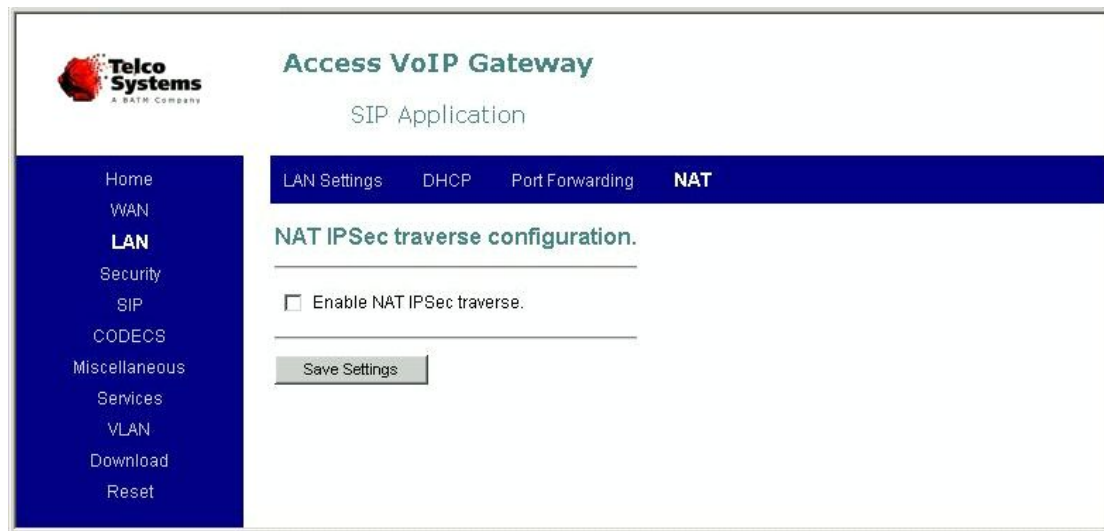 Telco
Systems
A BATM Company
Access VoIP Gateway
SIP Application
Home
WAN
LAN
Security
SIP
CODECS
Miscellaneous
Services
VLAN
Download
Reset
LAN Settings DHCP Port Forwarding NAT
NAT IPSec traverse configuration.
Enable NAT IPSec traverse.
Save Settings